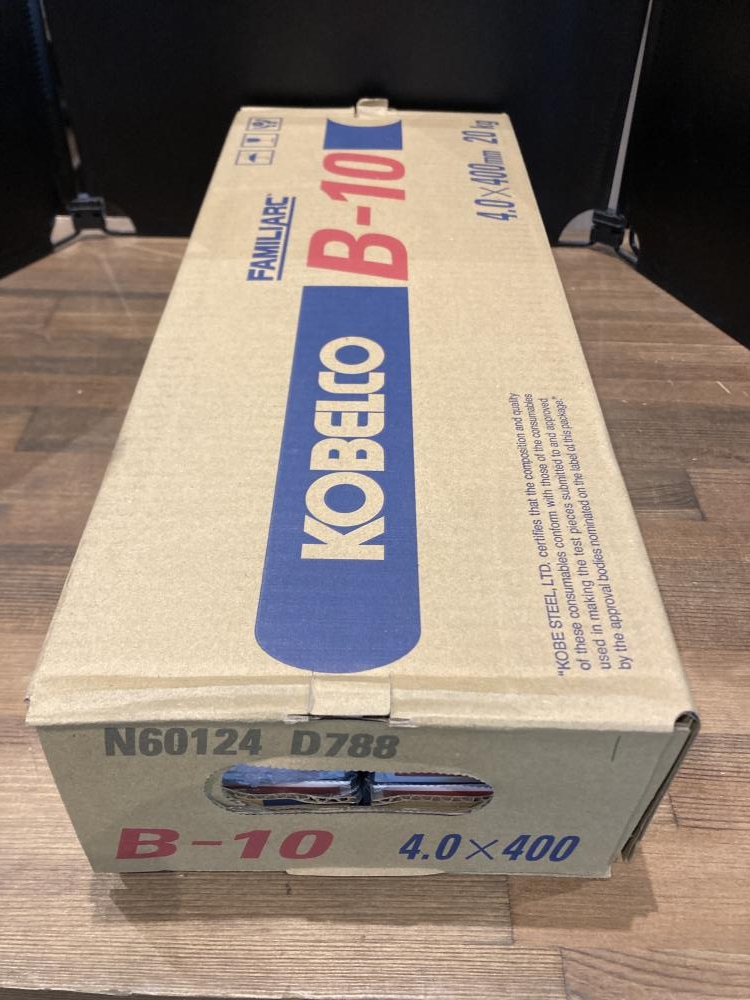 FAMILIARC
B-10
4.0×400mm 20kg
KOBELCO
"KOBE STEEL, LTD. certifies that the composition and quality
of these consumables conform with those of the consumables
used in making the test pieces submitted to and approved
by the approval bodies nominated on the label of this package."
N60124 D788
B-10
4.0×400